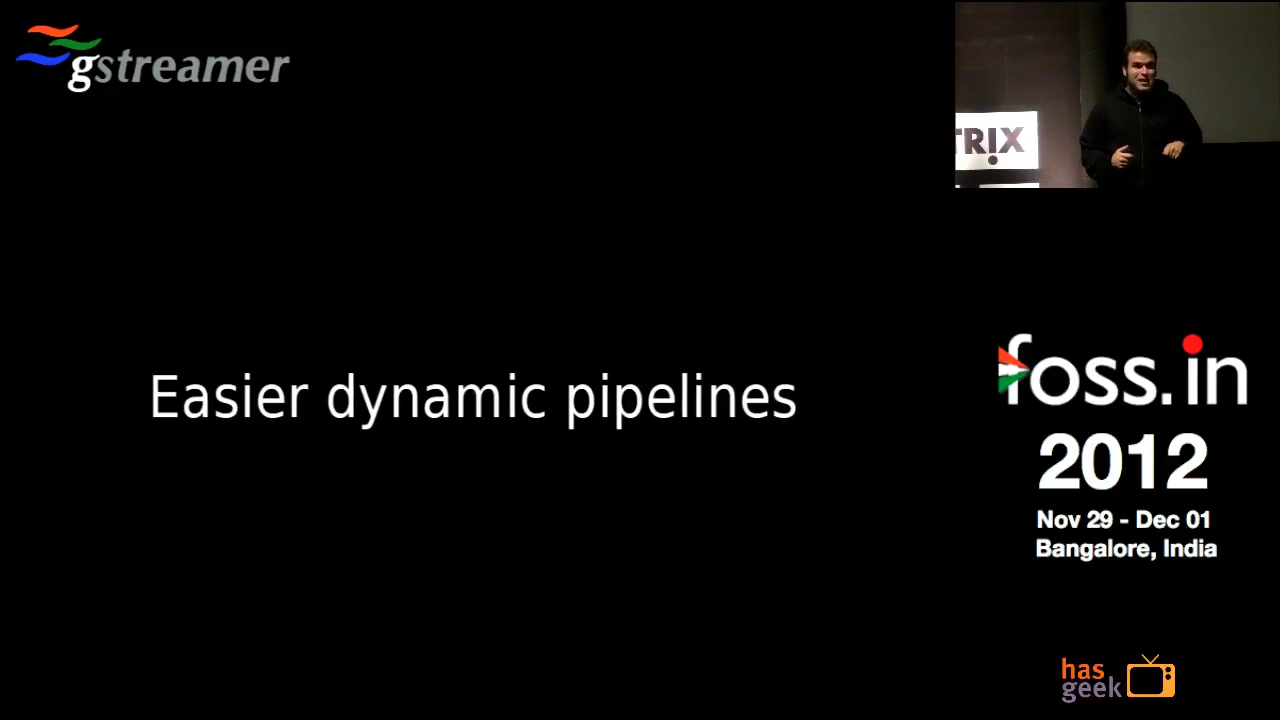 gstreamer
TRIX
Easier dynamic pipelines
foss.in
2012
Nov 29 - Dec 01
Bangalore, India
has
geek